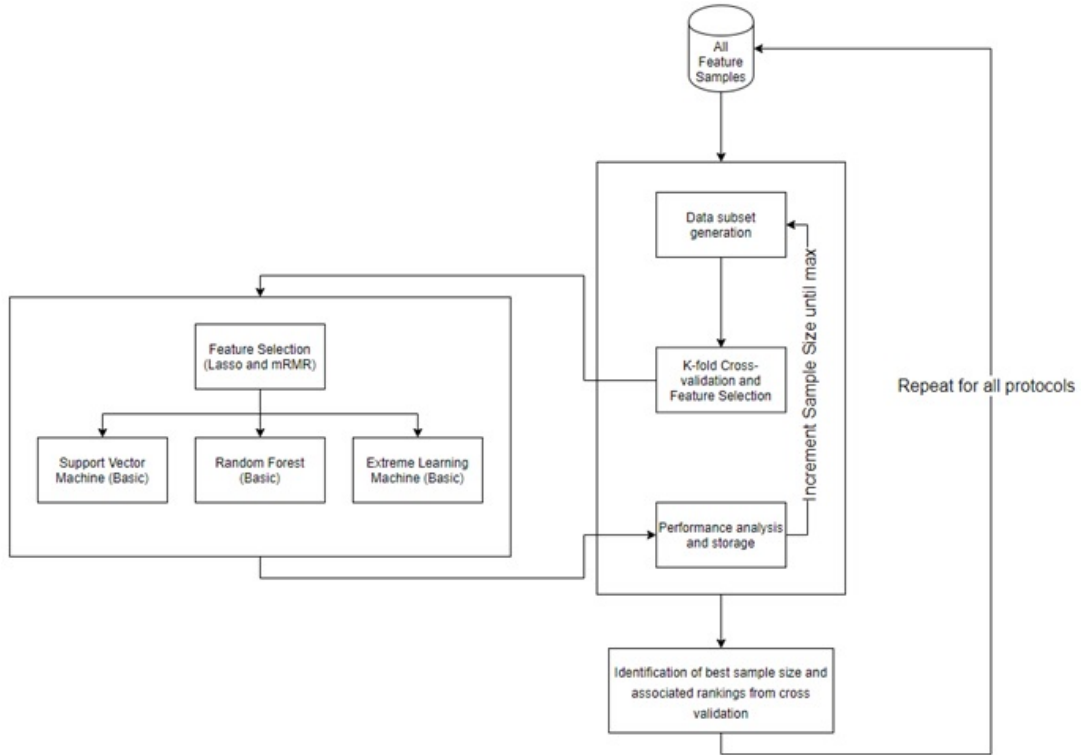 All
Feature
Samples
Data subset
generation
Increment Sample Size until max
Feature Selection
(Lasso and mRMR)
K-fold Cross-
validation and
Feature Selection
Repeat for all protocols
Support Vector
Machine (Basic)
Random Forest
(Basic)
Extreme Learning
Machine (Basic)
Performance analysis
and storage
Identification of best sample size and
associated rankings from cross
validation